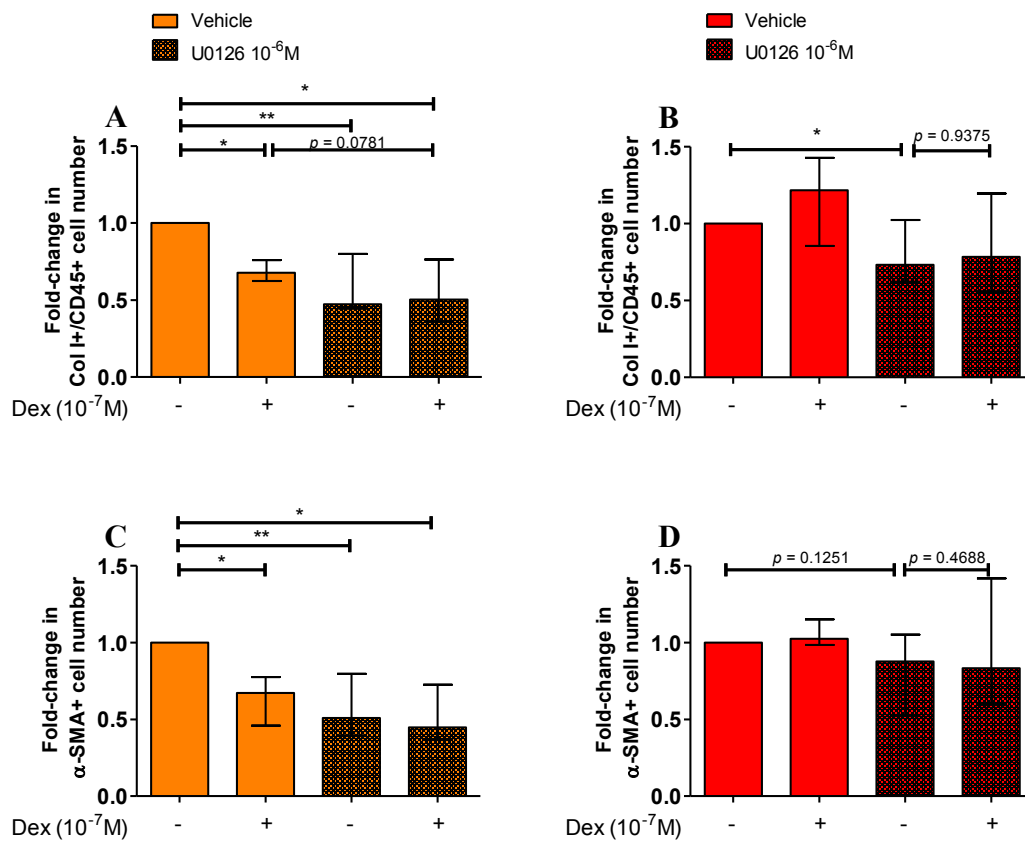 Vehicle
U0126 10⁻⁶M
Vehicle
U0126 10⁻⁶M
A
*
**
*
p = 0.0781
Fold-change in
Col I+/CD45+ cell number
1.5
1.0
0.5
0.0
Dex (10⁻⁷M)
- + - +
B
*
p = 0.9375
Fold-change in
Col I+/CD45+ cell number
1.5
1.0
0.5
0.0
Dex (10⁻⁷M)
- + - +
C
*
**
*
Fold-change in
α-SMA+ cell number
1.5
1.0
0.5
0.0
Dex (10⁻⁷M)
- + - +
D
p = 0.1251
p = 0.4688
Fold-change in
α-SMA+ cell number
1.5
1.0
0.5
0.0
Dex (10⁻⁷M)
- + - +